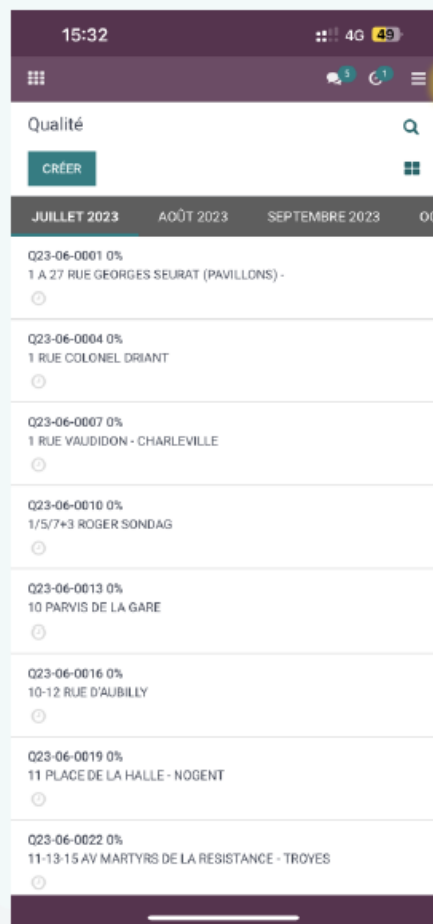 15:32
4G 49
5 1
Qualité
CRÉER
JUILLET 2023 AOÛT 2023 SEPTEMBRE 2023
Q23-06-0001 0%
1 A 27 RUE GEORGES SEURAT (PAVILLONS) -
Q23-06-0004 0%
1 RUE COLONEL DRIANT
Q23-06-0007 0%
1 RUE VAUDIDON - CHARLEVILLE
Q23-06-0010 0%
1/5/7+3 ROGER SONDAG
Q23-06-0013 0%
10 PARVIS DE LA GARE
Q23-06-0016 0%
10-12 RUE D'AUBILLY
Q23-06-0019 0%
11 PLACE DE LA HALLE - NOGENT
Q23-06-0022 0%
11-13-15 AV MARTYRS DE LA RESISTANCE - TROYES